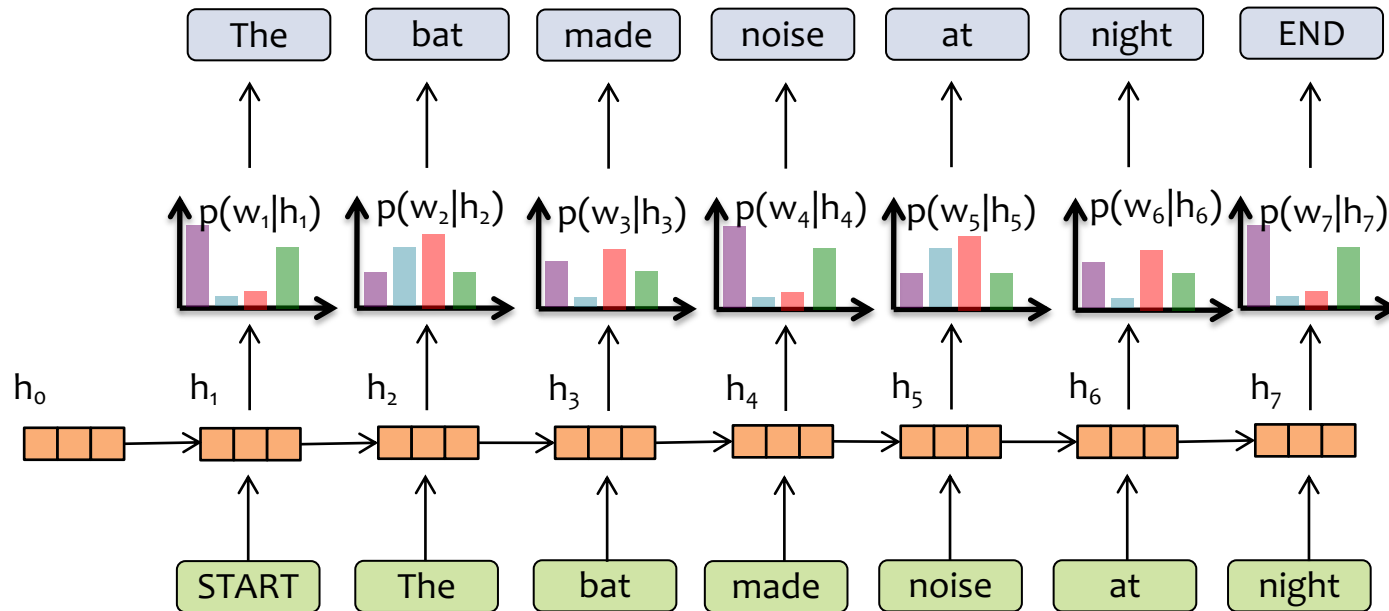 The bat made noise at night END
p(w₁|h₁) p(w₂|h₂) p(w₃|h₃) p(w₄|h₄) p(w₅|h₅) p(w₆|h₆) p(w₇|h₇)
h₀ h₁ h₂ h₃ h₄ h₅ h₆ h₇
START The bat made noise at night